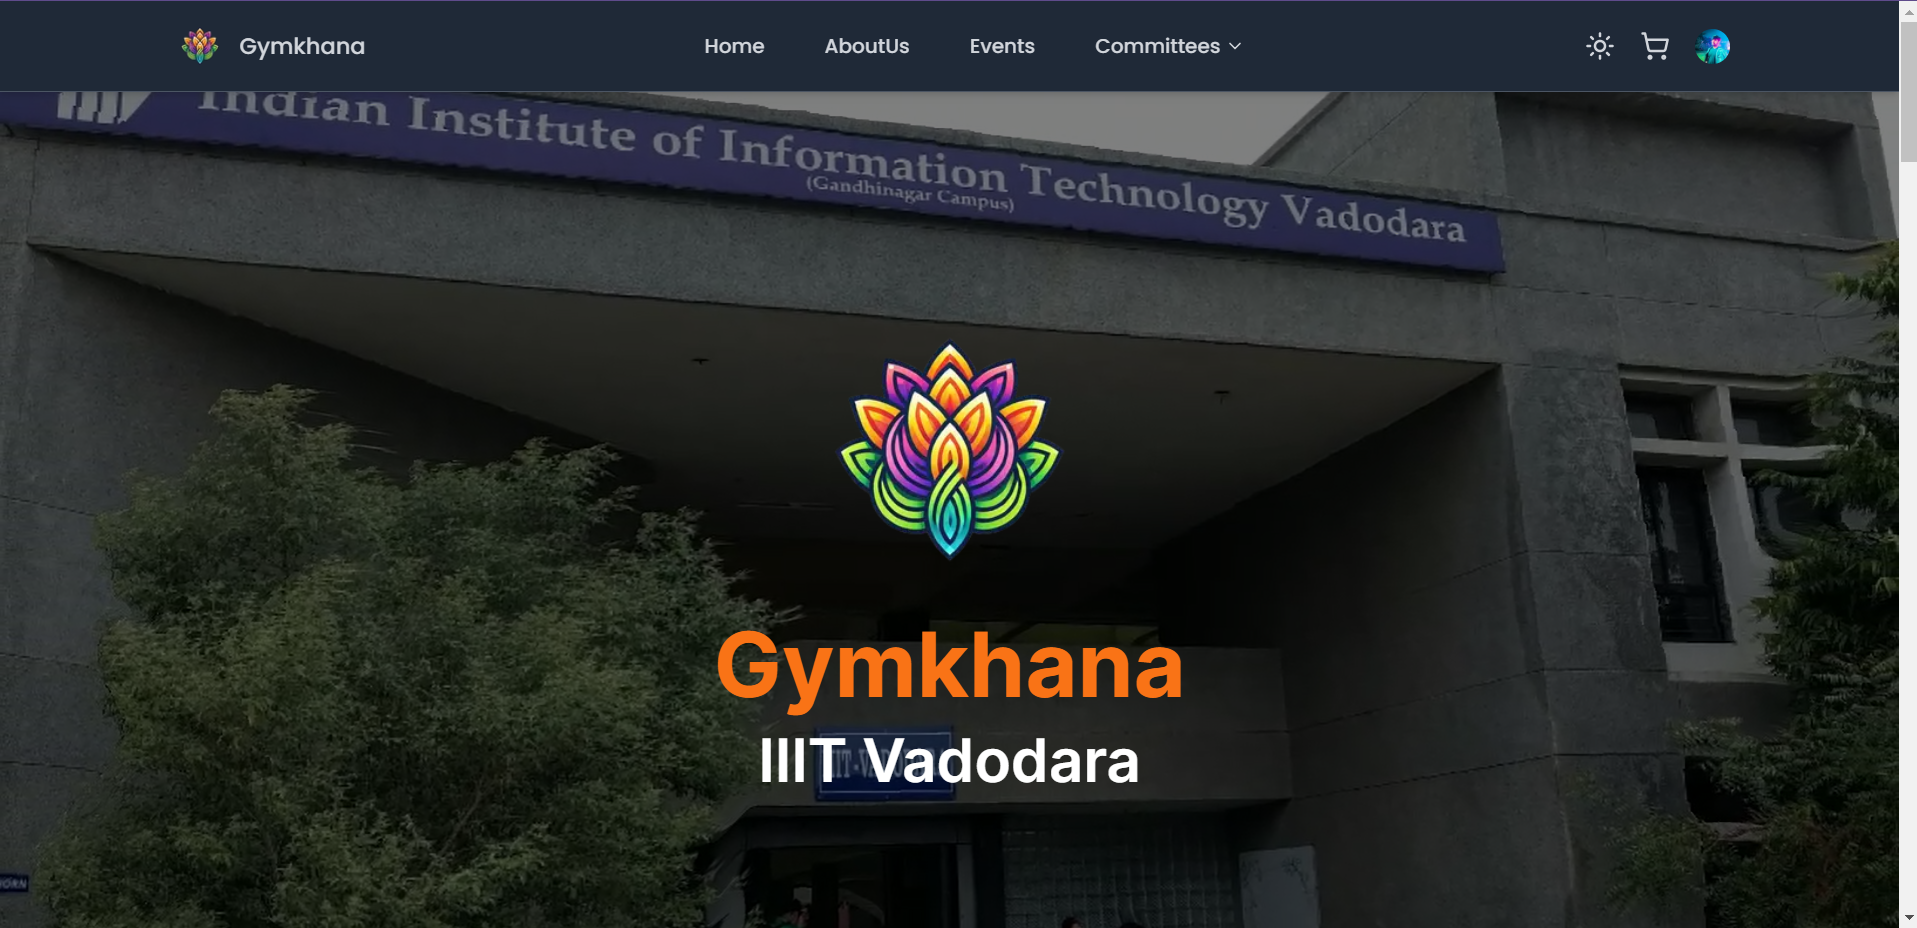 Gymkhana
Home
AboutUs
Events
Committees
Indian Institute of Information Technology Vadodara
(Gandhinagar Campus)
Gymkhana
IIIT Vadodara